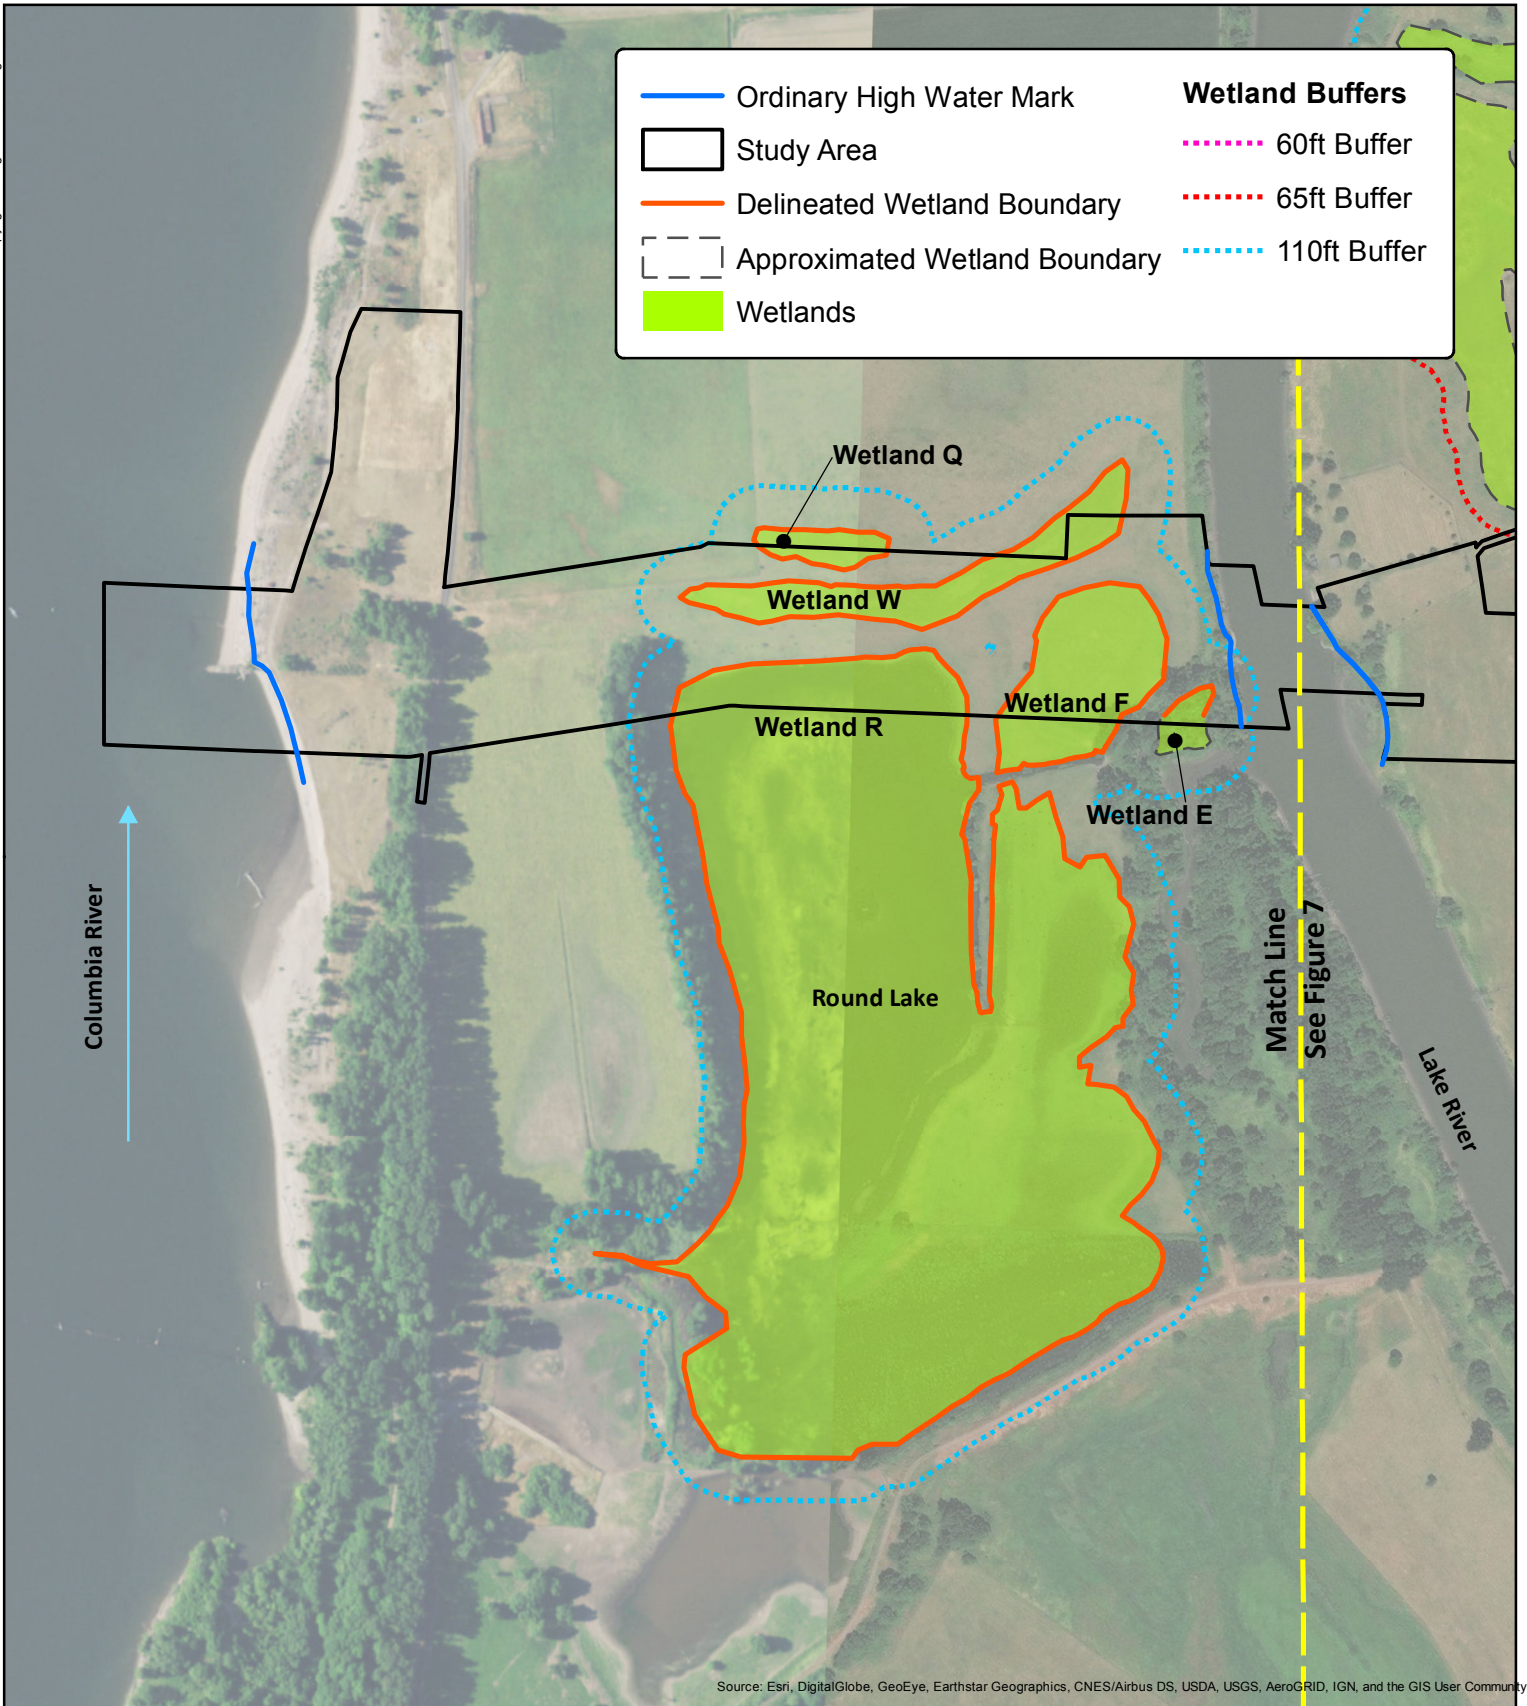 Ordinary High Water Mark
Study Area
Delineated Wetland Boundary
Approximated Wetland Boundary
Wetlands
Wetland Buffers
60ft Buffer
65ft Buffer
110ft Buffer
Wetland Q
Wetland W
Wetland F
Wetland R
Wetland E
Round Lake
Columbia River
Match Line
See Figure 7
Lake River
Source: Esri, DigitalGlobe, GeoEye, Earthstar Geographics, CNES/Airbus DS, USDA, USGS, AeroGRID, IGN, and the GIS User Community